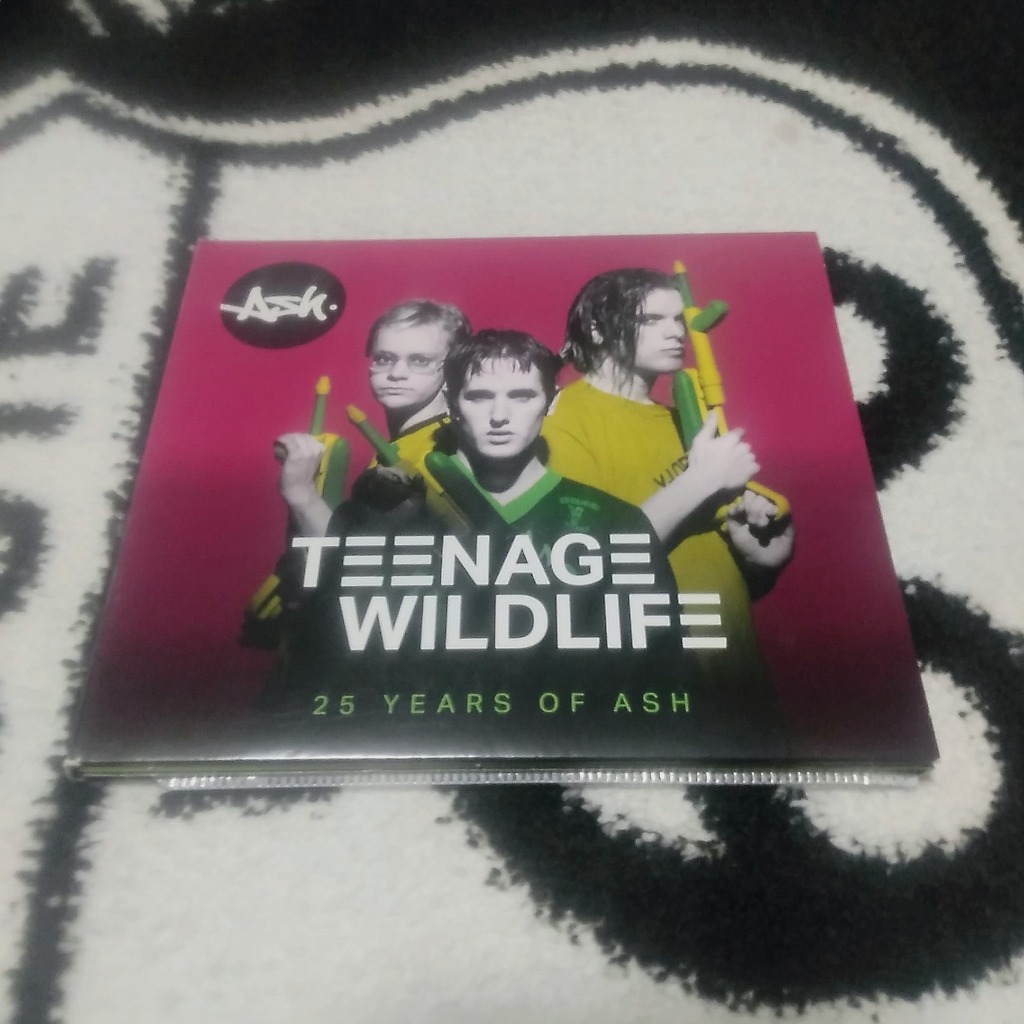 Ash.
TEENAGE
WILDLIFE
25 YEARS OF ASH